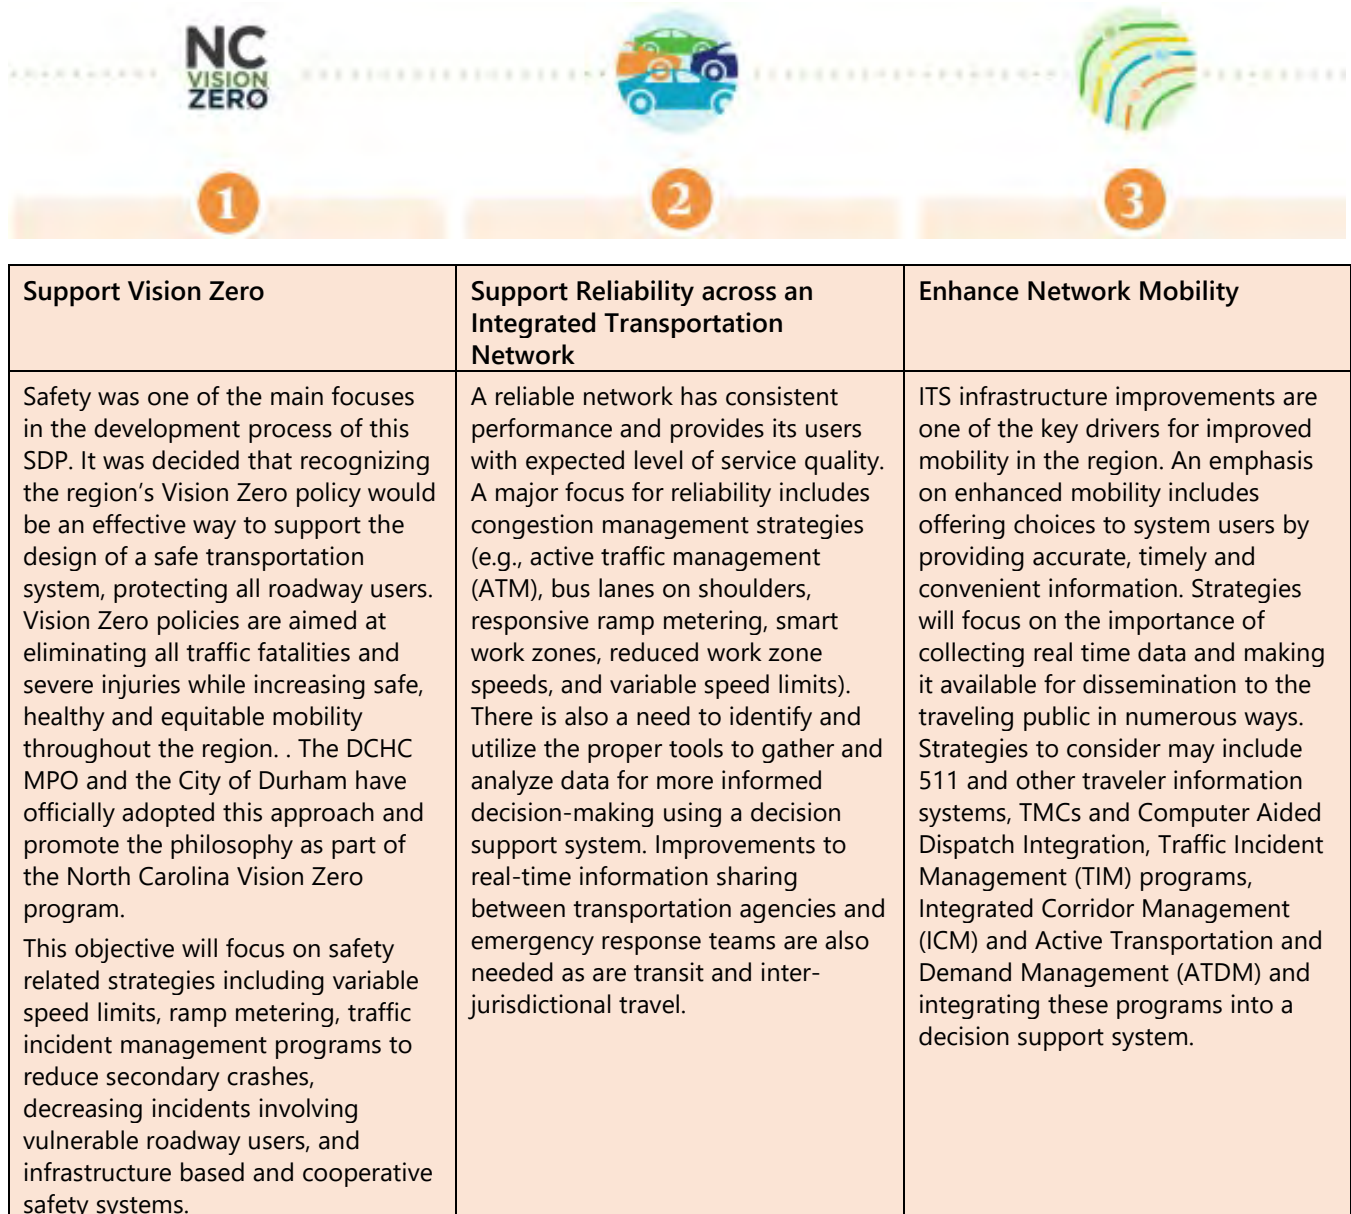 NC
VISION
ZERO
1
2
3
Support Vision Zero
Support Reliability across an
Integrated Transportation
Network
Enhance Network Mobility
Safety was one of the main focuses
in the development process of this
SDP. It was decided that recognizing
the region's Vision Zero policy would
be an effective way to support the
design of a safe transportation
system, protecting all roadway users.
Vision Zero policies are aimed at
eliminating all traffic fatalities and
severe injuries while increasing safe,
healthy and equitable mobility
throughout the region. . The DCHC
MPO and the City of Durham have
officially adopted this approach and
promote the philosophy as part of
the North Carolina Vision Zero
program.
This objective will focus on safety
related strategies including variable
speed limits, ramp metering, traffic
incident management programs to
reduce secondary crashes,
decreasing incidents involving
vulnerable roadway users, and
infrastructure based and cooperative
safety systems.
A reliable network has consistent
performance and provides its users
with expected level of service quality.
A major focus for reliability includes
congestion management strategies
(e.g., active traffic management
(ATM), bus lanes on shoulders,
responsive ramp metering, smart
work zones, reduced work zone
speeds, and variable speed limits).
There is also a need to identify and
utilize the proper tools to gather and
analyze data for more informed
decision-making using a decision
support system. Improvements to
real-time information sharing
between transportation agencies and
emergency response teams are also
needed as are transit and inter-
jurisdictional travel.
ITS infrastructure improvements are
one of the key drivers for improved
mobility in the region. An emphasis
on enhanced mobility includes
offering choices to system users by
providing accurate, timely and
convenient information. Strategies
will focus on the importance of
collecting real time data and making
it available for dissemination to the
traveling public in numerous ways.
Strategies to consider may include
511 and other traveler information
systems, TMCs and Computer Aided
Dispatch Integration, Traffic Incident
Management (TIM) programs,
Integrated Corridor Management
(ICM) and Active Transportation and
Demand Management (ATDM) and
integrating these programs into a
decision support system.